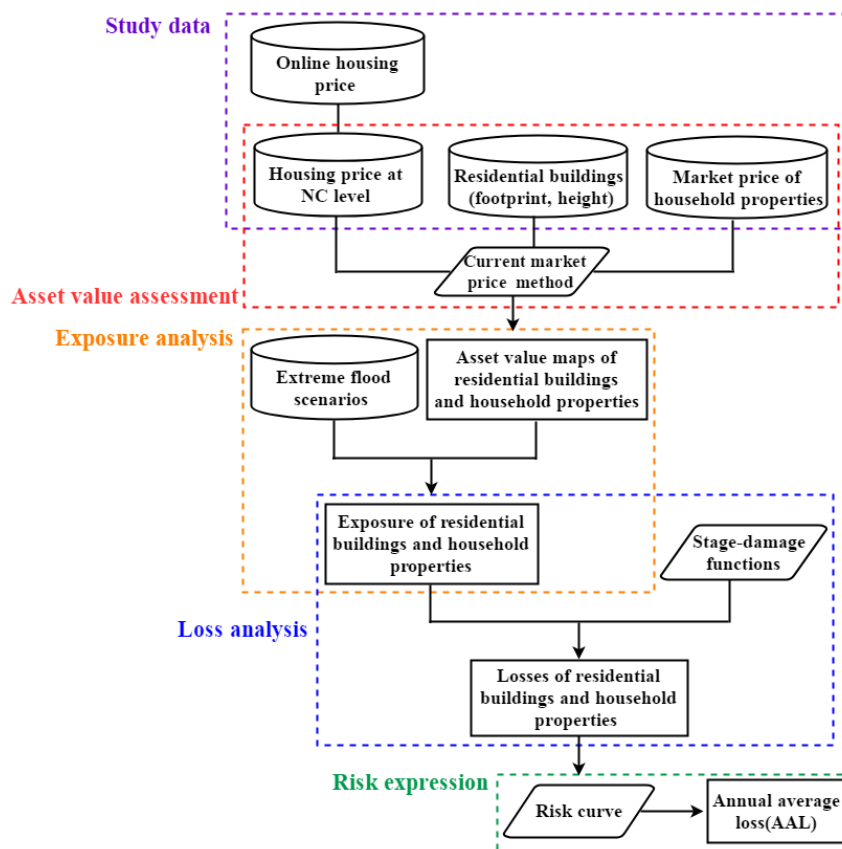 Study data
Online housing
price
Housing price at
NC level
Residential buildings
(footprint, height)
Market price of
household properties
Current market
price method
Asset value assessment
Exposure analysis
Extreme flood
scenarios
Asset value maps of
residential buildings
and household properties
Exposure of residential
buildings and household
properties
Stage-damage
functions
Loss analysis
Losses of residential
buildings and household
properties
Risk expression
Risk curve
Annual average
loss(AAL)